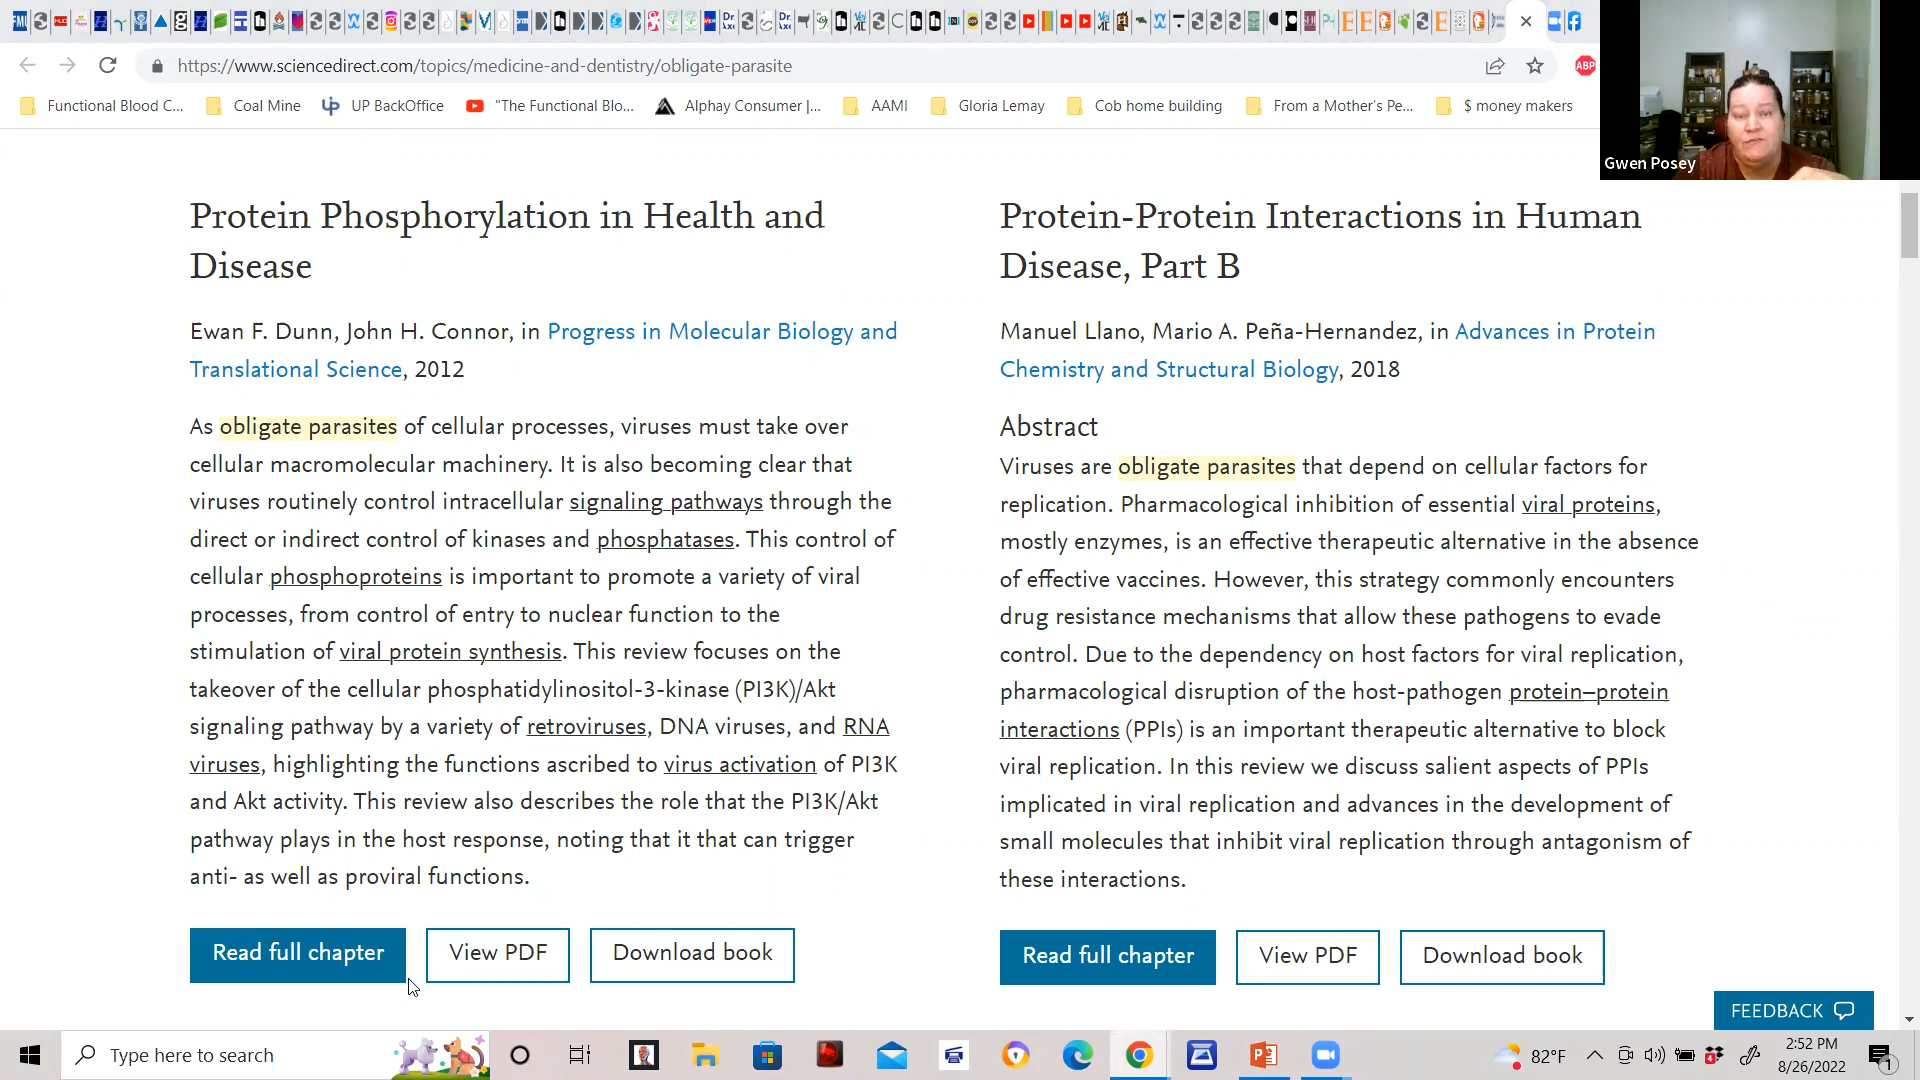 https://www.sciencedirect.com/topics/medicine-and-dentistry/obligate-parasite
ABP
Functional Blood C...
Coal Mine
UP BackOffice
"The Functional Blo...
Alphay Consumer |...
AAMI
Gloria Lemay
Cob home building
From a Mother's Pe...
$ money makers
Gwen Posey
Protein Phosphorylation in Health and
Disease
Ewan F. Dunn, John H. Connor, in Progress in Molecular Biology and
Translational Science, 2012
As obligate parasites of cellular processes, viruses must take over
cellular macromolecular machinery. It is also becoming clear that
viruses routinely control intracellular signaling pathways through the
direct or indirect control of kinases and phosphatases. This control of
cellular phosphoproteins is important to promote a variety of viral
processes, from control of entry to nuclear function to the
stimulation of viral protein synthesis. This review focuses on the
takeover of the cellular phosphatidylinositol-3-kinase (PI3K)/Akt
signaling pathway by a variety of retroviruses, DNA viruses, and RNA
viruses, highlighting the functions ascribed to virus activation of PI3K
and Akt activity. This review also describes the role that the PI3K/Akt
pathway plays in the host response, noting that it that can trigger
anti- as well as proviral functions.
Read full chapter
View PDF
Download book
Protein-Protein Interactions in Human
Disease, Part B
Manuel Llano, Mario A. Peña-Hernandez, in Advances in Protein
Chemistry and Structural Biology, 2018
Abstract
Viruses are obligate parasites that depend on cellular factors for
replication. Pharmacological inhibition of essential viral proteins,
mostly enzymes, is an effective therapeutic alternative in the absence
of effective vaccines. However, this strategy commonly encounters
drug resistance mechanisms that allow these pathogens to evade
control. Due to the dependency on host factors for viral replication,
pharmacological disruption of the host-pathogen protein–protein
interactions (PPIs) is an important therapeutic alternative to block
viral replication. In this review we discuss salient aspects of PPIs
implicated in viral replication and advances in the development of
small molecules that inhibit viral replication through antagonism of
these interactions.
Read full chapter
View PDF
Download book
FEEDBACK
Type here to search
82°F
2:52 PM
8/26/2022
1